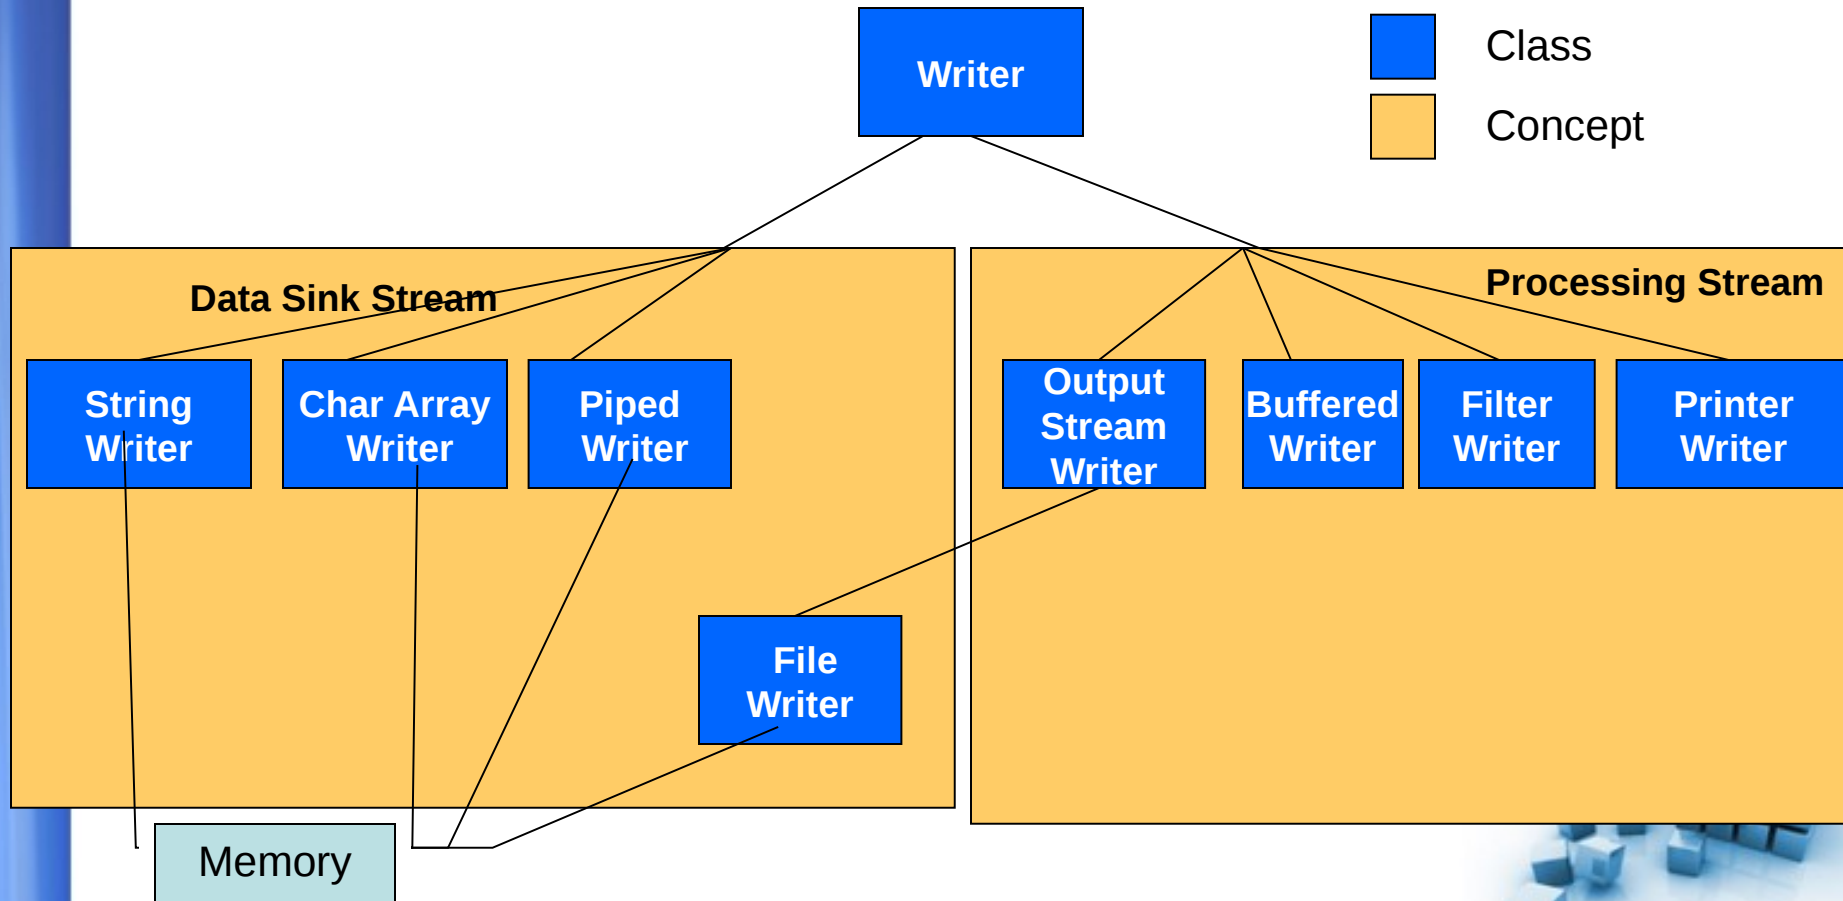 Writer
Class
Concept
Data Sink Stream
Processing Stream
String
Writer
Char Array
Writer
Piped
Writer
Output
Stream
Writer
Buffered
Writer
Filter
Writer
Printer
Writer
File
Writer
Memory